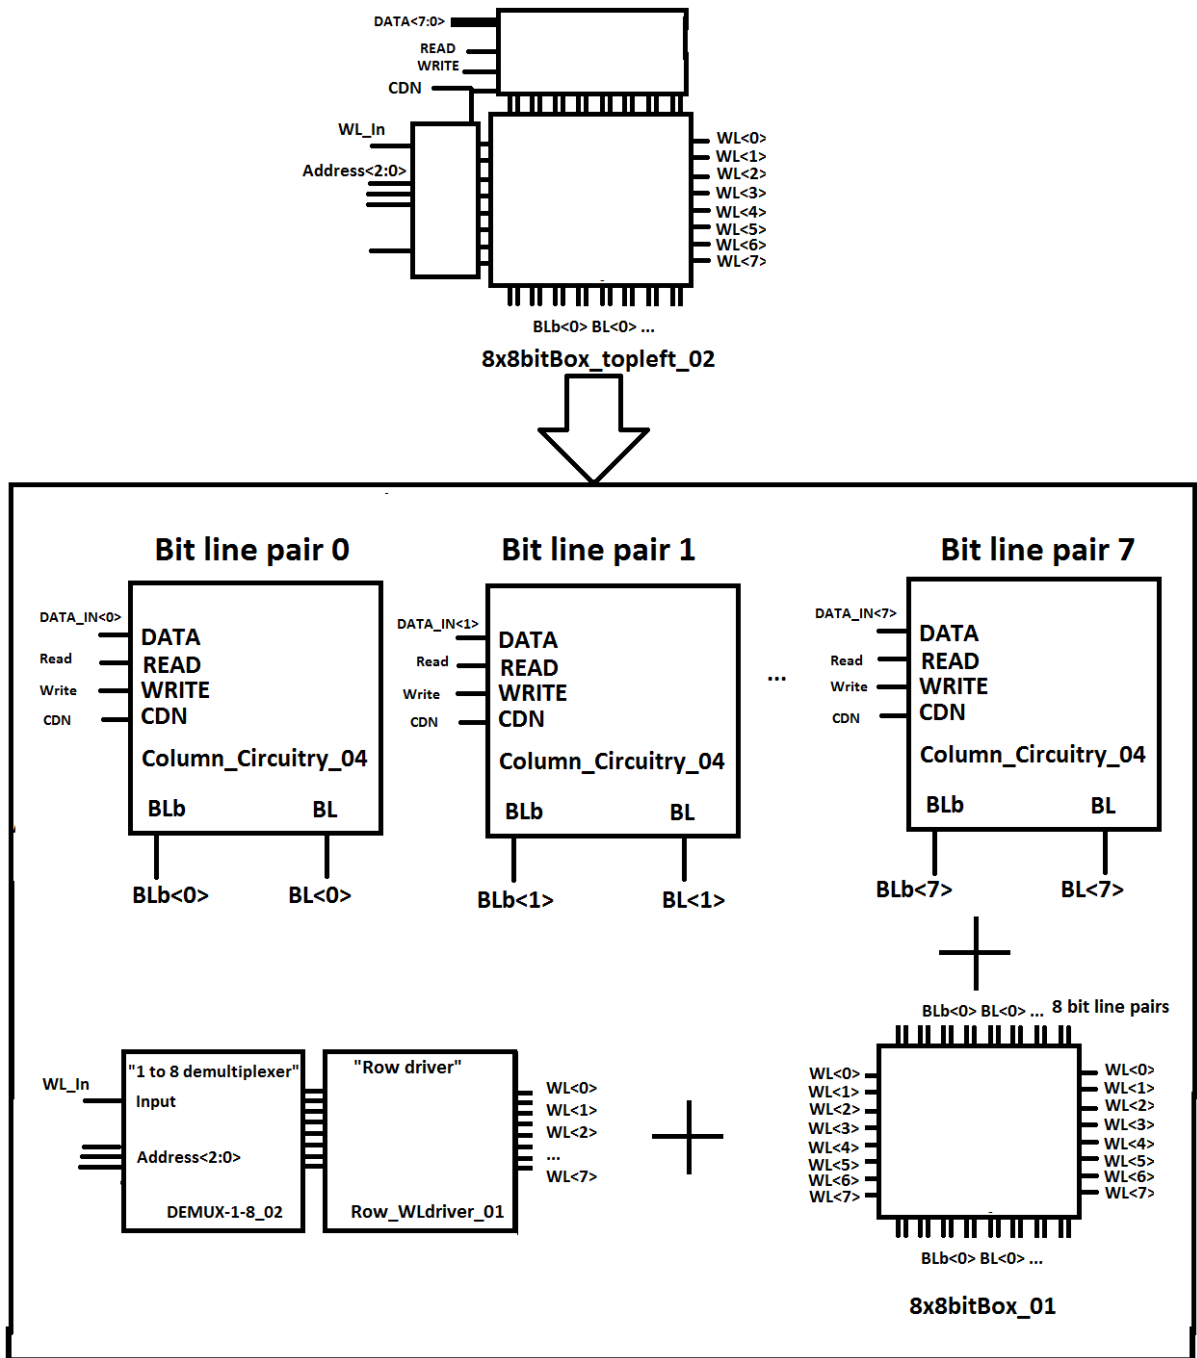 DATA<7:0>
READ
WRITE
CDN
WL_In
Address<2:0>
WL<0>
WL<1>
WL<2>
WL<3>
WL<4>
WL<5>
WL<6>
WL<7>
BLb<0> BL<0> ...
8x8bitBox_topleft_02
Bit line pair 0
Bit line pair 1
Bit line pair 7
DATA_IN<0>
Read
Write
CDN
DATA
READ
WRITE
CDN
Column_Circuitry_04
BLb
BL
BLb<0>
BL<0>
DATA_IN<1>
Read
Write
CDN
DATA
READ
WRITE
CDN
Column_Circuitry_04
BLb
BL
BLb<1>
BL<1>
...
DATA_IN<7>
Read
Write
CDN
DATA
READ
WRITE
CDN
Column_Circuitry_04
BLb
BL
BLb<7>
BL<7>
WL_In
"1 to 8 demultiplexer"
Input
Address<2:0>
DEMUX-1-8_02
"Row driver"
Row_WLdriver_01
WL<0>
WL<1>
WL<2>
...
WL<7>
BLb<0> BL<0> ... 8 bit line pairs
WL<0>
WL<1>
WL<2>
WL<3>
WL<4>
WL<5>
WL<6>
WL<7>
WL<0>
WL<1>
WL<2>
WL<3>
WL<4>
WL<5>
WL<6>
WL<7>
BLb<0> BL<0> ...
8x8bitBox_01